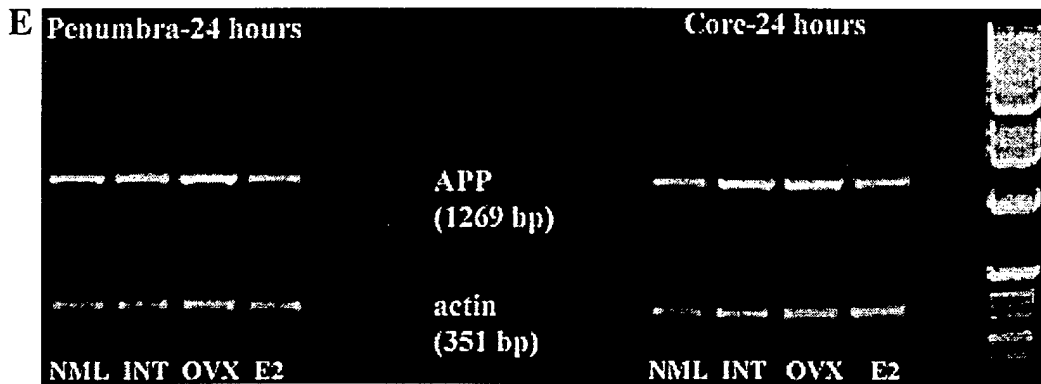 E
Penumbra-24 hours
Core-24 hours
APP
(1269 bp)
actin
(351 bp)
NML INT OVX E2
NML INT OVX E2